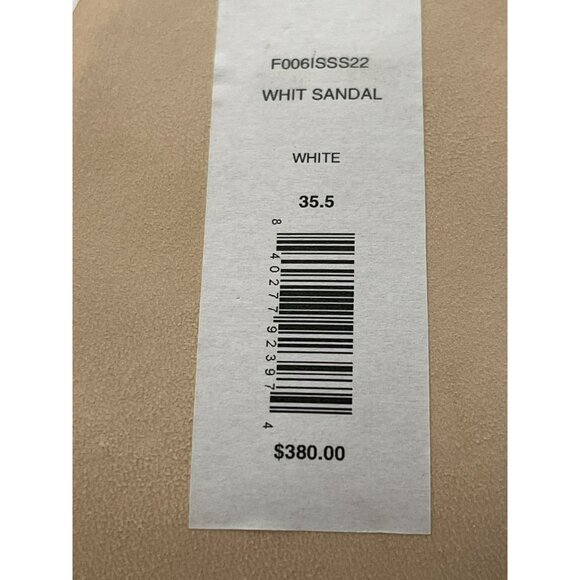 F006ISSS22
WHIT SANDAL
WHITE
35.5
8 40277 92397 4
$380.00